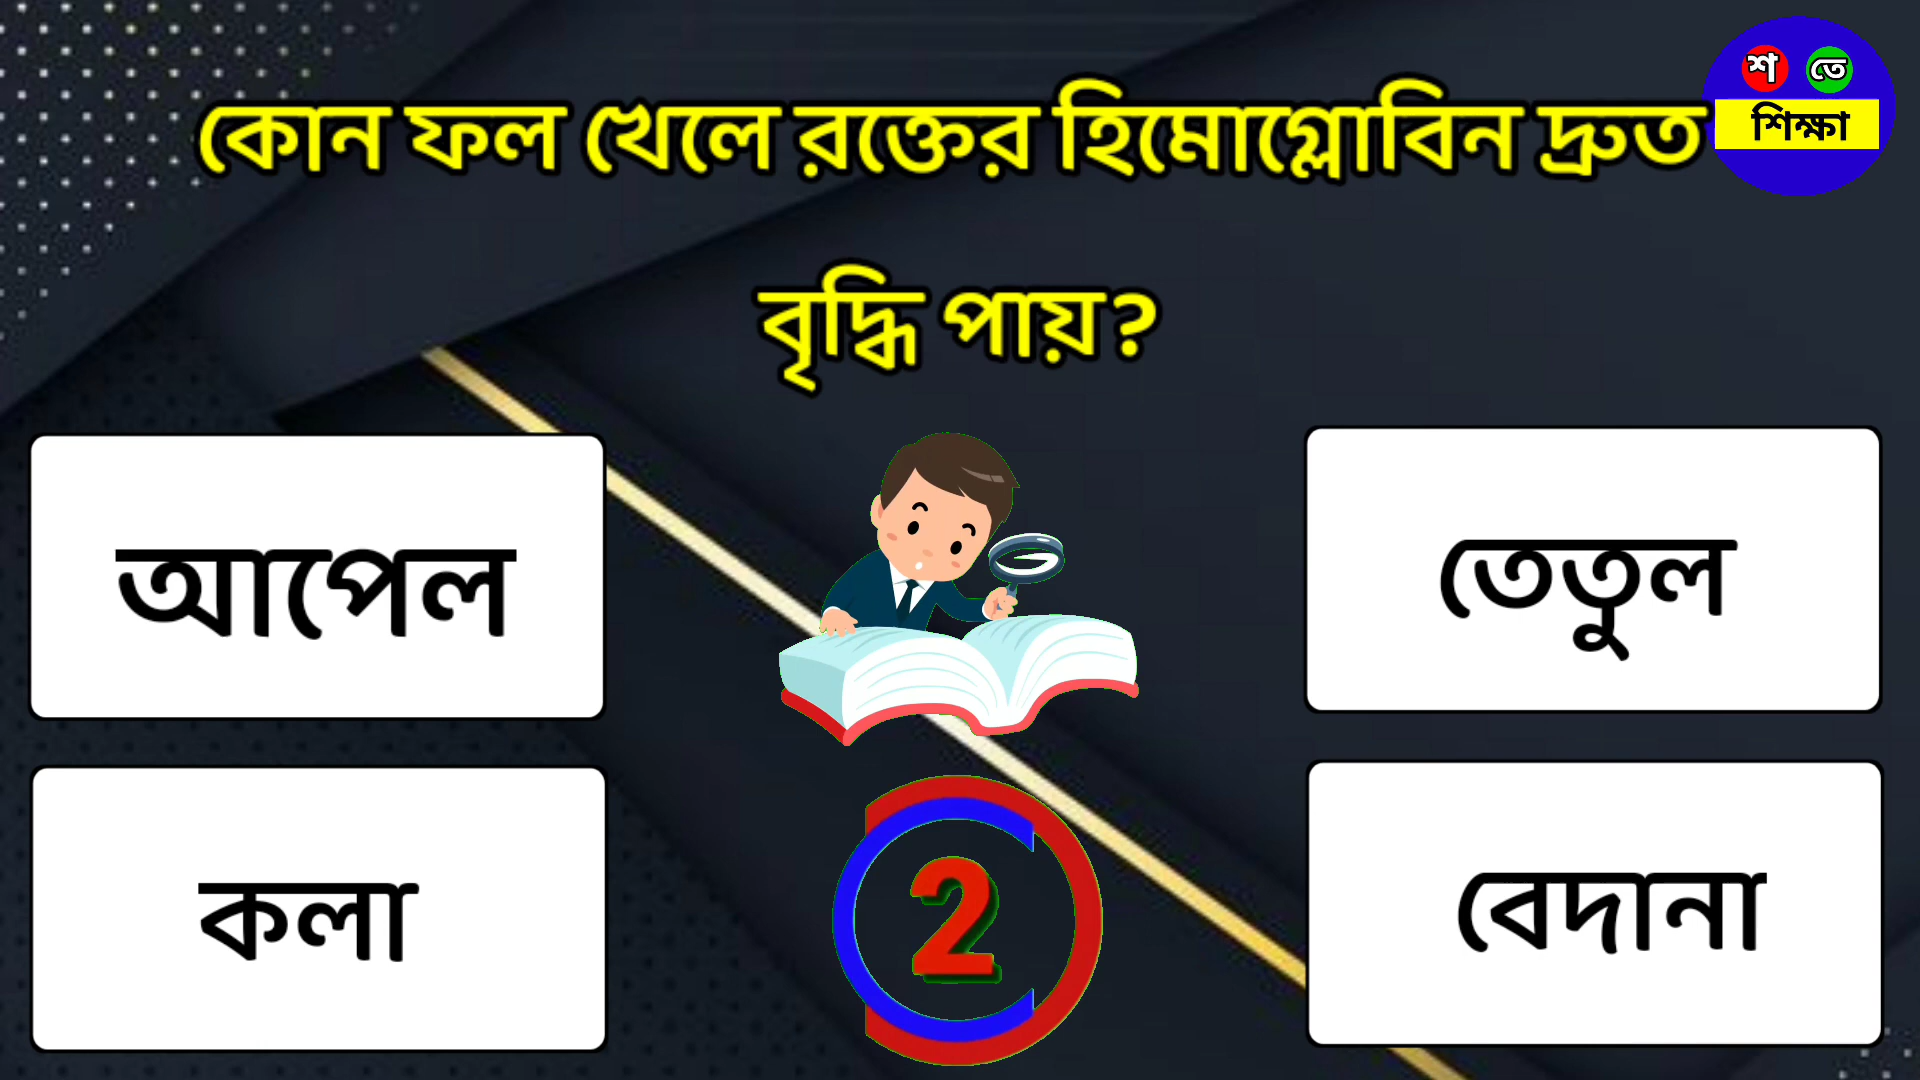 শ তে
শিক্ষা
কোন ফল খেলে রক্তের হিমোগ্লোবিন দ্রুত
বৃদ্ধি পায়?
আপেল
তেতুল
কলা
বেদানা
2